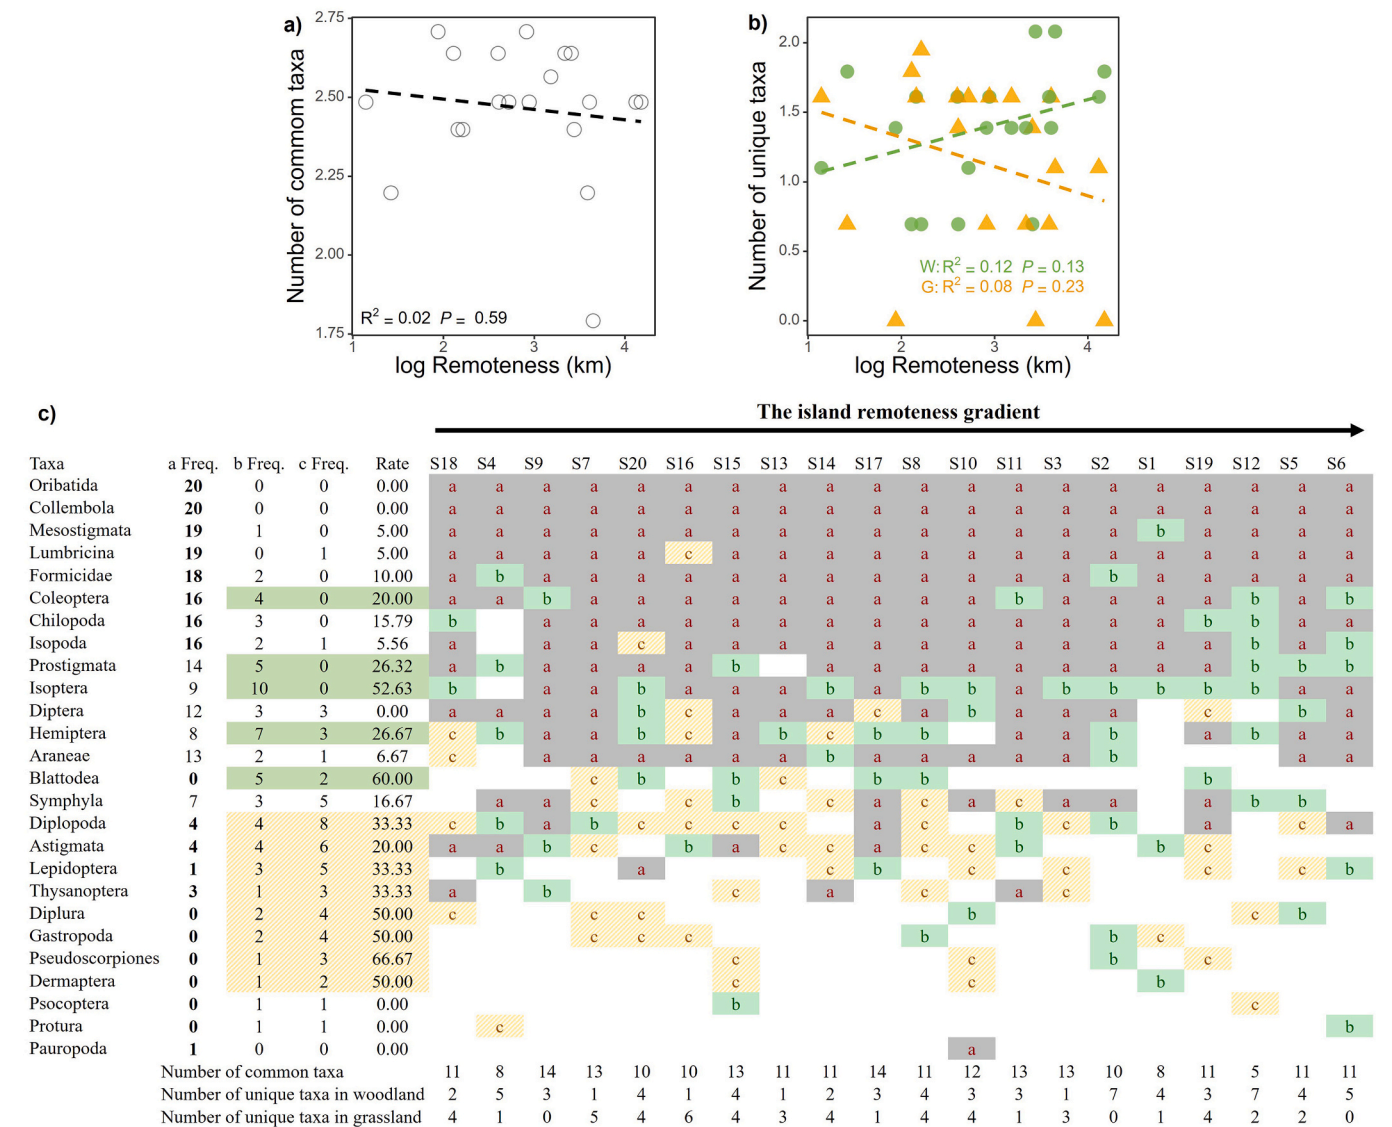 a)
2.75
2.50
2.25
2.00
1.75
Number of commom taxa
R² = 0.02 P = 0.59
1 2 3 4
log Remoteness (km)
b)
2.0
1.5
1.0
0.5
0.0
Number of unique taxa
W: R² = 0.12 P = 0.13
G: R² = 0.08 P = 0.23
1 2 3 4
log Remoteness (km)
c)
The island remoteness gradient
Taxa a Freq. b Freq. c Freq. Rate S18 S4 S9 S7 S20 S16 S15 S13 S14 S17 S8 S10 S11 S3 S2 S1 S19 S12 S5 S6
Oribatida 20 0 0 0.00 a a a a a a a a a a a a a a a a a a a a
Collembola 20 0 0 0.00 a a a a a a a a a a a a a a a a a a a a
Mesostigmata 19 1 0 5.00 a a a a a a a a a a a a a a a b a a a a
Lumbricina 19 0 1 5.00 a a a a a c a a a a a a a a a a a a a a
Formicidae 18 2 0 10.00 a b a a a a a a a a a a a a b a a a a a
Coleoptera 16 4 0 20.00 a a b a a a a a a a a a b a a a a b a b
Chilopoda 16 3 0 15.79 b a a a a a a a a a a a a a a b b a a
Isopoda 16 2 1 5.56 a a a c a a a a a a a a a a a a b a b
Prostigmata 14 5 0 26.32 a b a a a a b a a a a a a a a a b b b
Isoptera 9 10 0 52.63 b a a b a a a b a b b a b b b b b a a
Diptera 12 3 3 0.00 a a a a b c a a a c a b a a a c b a
Hemiptera 8 7 3 26.67 c b a a b c a b c b b a a b a b a a
Araneae 13 2 1 6.67 c a a a a a a b a a a a a b a a
Blattodea 0 5 2 60.00 c b b c b b b
Symphyla 7 3 5 16.67 a a c c b c a c a c a a a b b
Diplopoda 4 4 8 33.33 c b a b c c c c a c b c b a c a
Astigmata 4 4 6 20.00 a a b c b a c c a c c b b c
Lepidoptera 1 3 5 33.33 b a c b c c c c b
Thysanoptera 3 1 3 33.33 a b c a c a c
Diplura 0 2 4 50.00 c c c b c b
Gastropoda 0 2 4 50.00 c c c b b c
Pseudoscorpiones 0 1 3 66.67 c c b c
Dermaptera 0 1 2 50.00 c c b
Psocoptera 0 1 1 0.00 b c
Protura 0 1 1 0.00 c b
Pauropoda 1 0 0 0.00 a
Number of common taxa 11 8 14 13 10 10 13 11 11 14 11 12 13 13 10 8 11 5 11 11
Number of unique taxa in woodland 2 5 3 1 4 1 4 1 2 3 4 3 3 1 7 4 3 7 4 5
Number of unique taxa in grassland 4 1 0 5 4 6 4 3 4 1 4 4 1 3 0 1 4 2 2 0